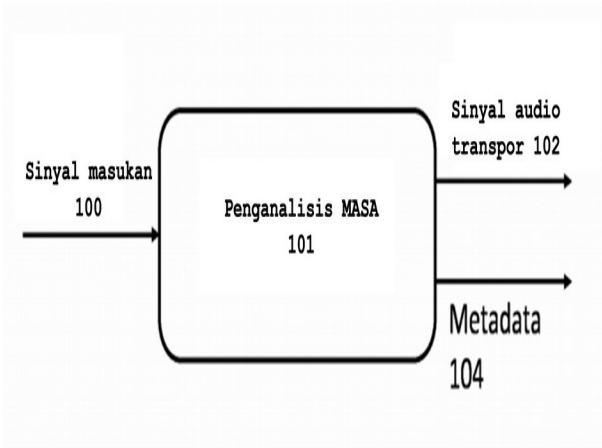 Sinyal masukan
100
Penganalisis MASA
101
Sinyal audio
transpor 102
Metadata
104